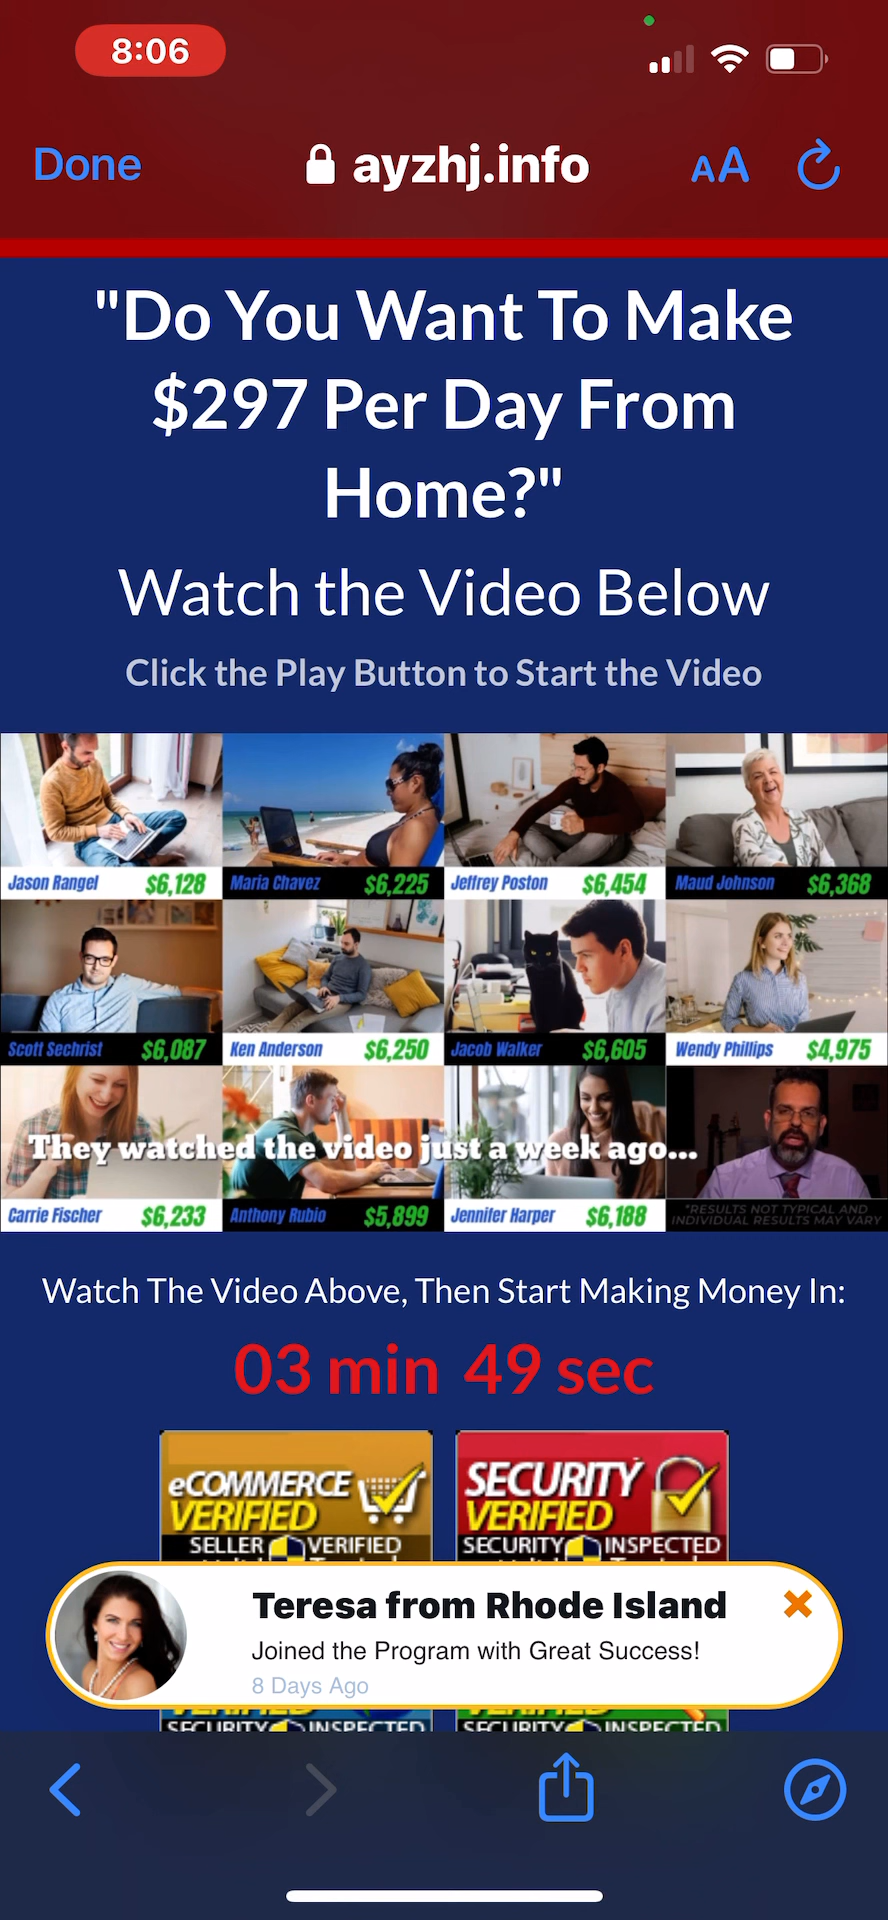 8:06
Done
ayzhj.info
AA
"Do You Want To Make
$297 Per Day From
Home?"
Watch the Video Below
Click the Play Button to Start the Video
Jason Rangel $6,128
Maria Chavez $6,225
Jeffrey Poston $6,454
Maud Johnson $6,368
Scott Sechrist $6,087
Ken Anderson $6,250
Jacob Walker $6,605
Wendy Phillips $4,975
They watched the video just a week ago...
Carrie Fischer $6,233
Anthony Rubio $5,899
Jennifer Harper $6,188
*RESULTS NOT TYPICAL AND
INDIVIDUAL RESULTS MAY VARY
Watch The Video Above, Then Start Making Money In:
03 min 49 sec
eCOMMERCE
VERIFIED
SELLER VERIFIED
SECURITY
VERIFIED
SECURITY INSPECTED
Teresa from Rhode Island
Joined the Program with Great Success!
8 Days Ago
SECURITY INSPECTED
SECURITY INSPECTED